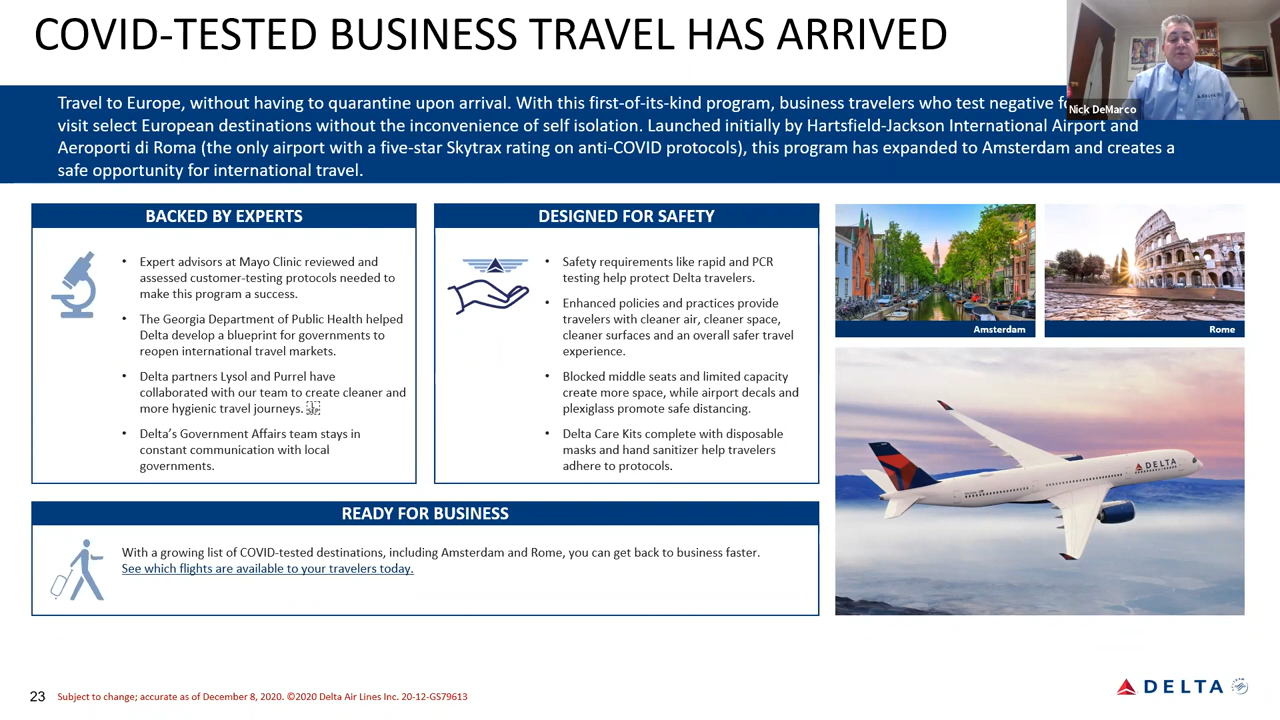 COVID-TESTED BUSINESS TRAVEL HAS ARRIVED
Travel to Europe, without having to quarantine upon arrival. With this first-of-its-kind program, business travelers who test negative
Nick DeMarco
visit select European destinations without the inconvenience of self isolation. Launched initially by Hartsfield-Jackson International Airport and
Aeroporti di Roma (the only airport with a five-star Skytrax rating on anti-COVID protocols), this program has expanded to Amsterdam and creates a
safe opportunity for international travel.
BACKED BY EXPERTS
• Expert advisors at Mayo Clinic reviewed and
assessed customer-testing protocols needed to
make this program a success.
• The Georgia Department of Public Health helped
Delta develop a blueprint for governments to
reopen international travel markets.
• Delta partners Lysol and Purrel have
collaborated with our team to create cleaner and
more hygienic travel journeys.
• Delta's Government Affairs team stays in
constant communication with local
governments.
DESIGNED FOR SAFETY
• Safety requirements like rapid and PCR
testing help protect Delta travelers.
• Enhanced policies and practices provide
travelers with cleaner air, cleaner space,
cleaner surfaces and an overall safer travel
experience.
• Blocked middle seats and limited capacity
create more space, while airport decals and
plexiglass promote safe distancing.
• Delta Care Kits complete with disposable
masks and hand sanitizer help travelers
adhere to protocols.
Amsterdam
Rome
DELTA
READY FOR BUSINESS
With a growing list of COVID-tested destinations, including Amsterdam and Rome, you can get back to business faster.
See which flights are available to your travelers today.
23 Subject to change; accurate as of December 8, 2020. ©2020 Delta Air Lines Inc. 20-12-GS79613
DELTA